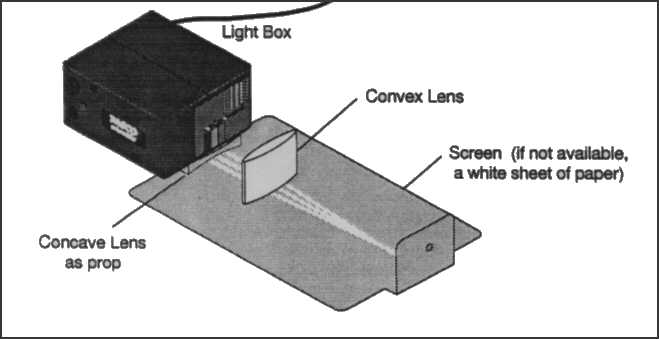 Light Box
Convex Lens
Screen (if not available,
a white sheet of paper)
Concave Lens
as prop